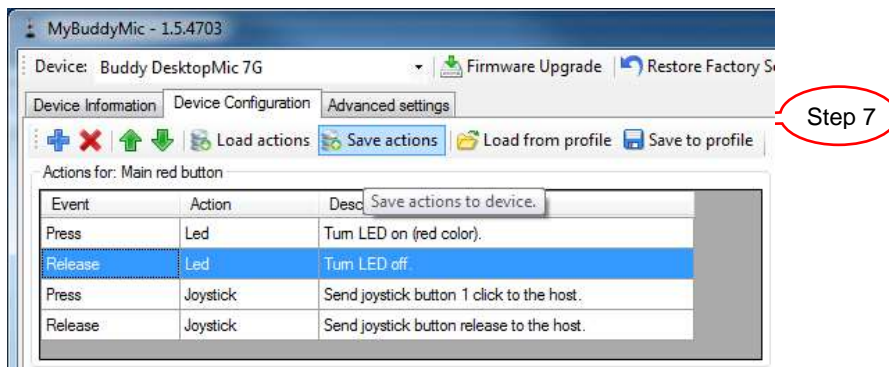 MyBuddyMic - 1.5.4703
Device: Buddy DesktopMic 7G Firmware Upgrade Restore Factory Se
Device Information Device Configuration Advanced settings
Step 7
Load actions Save actions Load from profile Save to profile
Actions for: Main red button
Event Action Desc
Save actions to device.
Press Led Turn LED on (red color).
Release Led Turn LED off.
Press Joystick Send joystick button 1 click to the host.
Release Joystick Send joystick button release to the host.